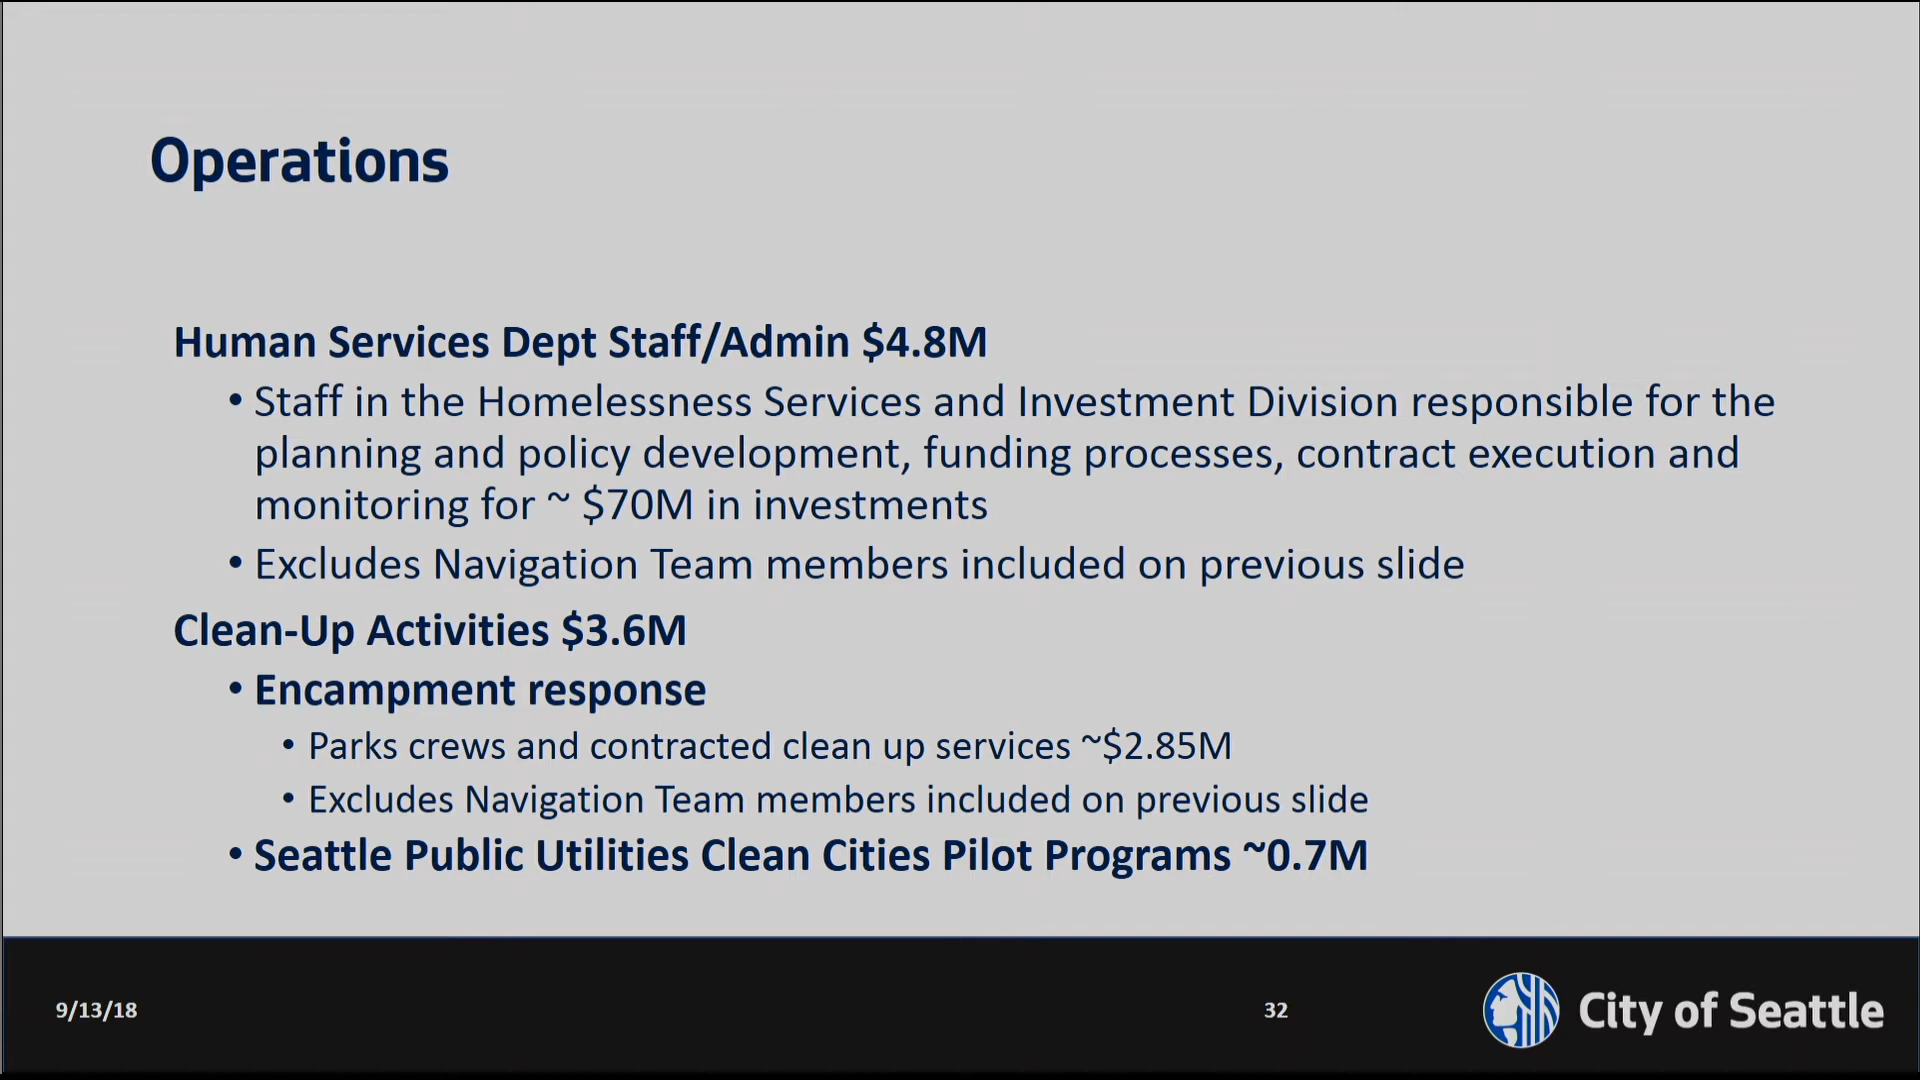 Operations
Human Services Dept Staff/Admin $4.8M
• Staff in the Homelessness Services and Investment Division responsible for the
planning and policy development, funding processes, contract execution and
monitoring for ~ $70M in investments
• Excludes Navigation Team members included on previous slide
Clean-Up Activities $3.6M
• Encampment response
• Parks crews and contracted clean up services ~$2.85M
• Excludes Navigation Team members included on previous slide
• Seattle Public Utilities Clean Cities Pilot Programs ~0.7M
9/13/18
32
City of Seattle